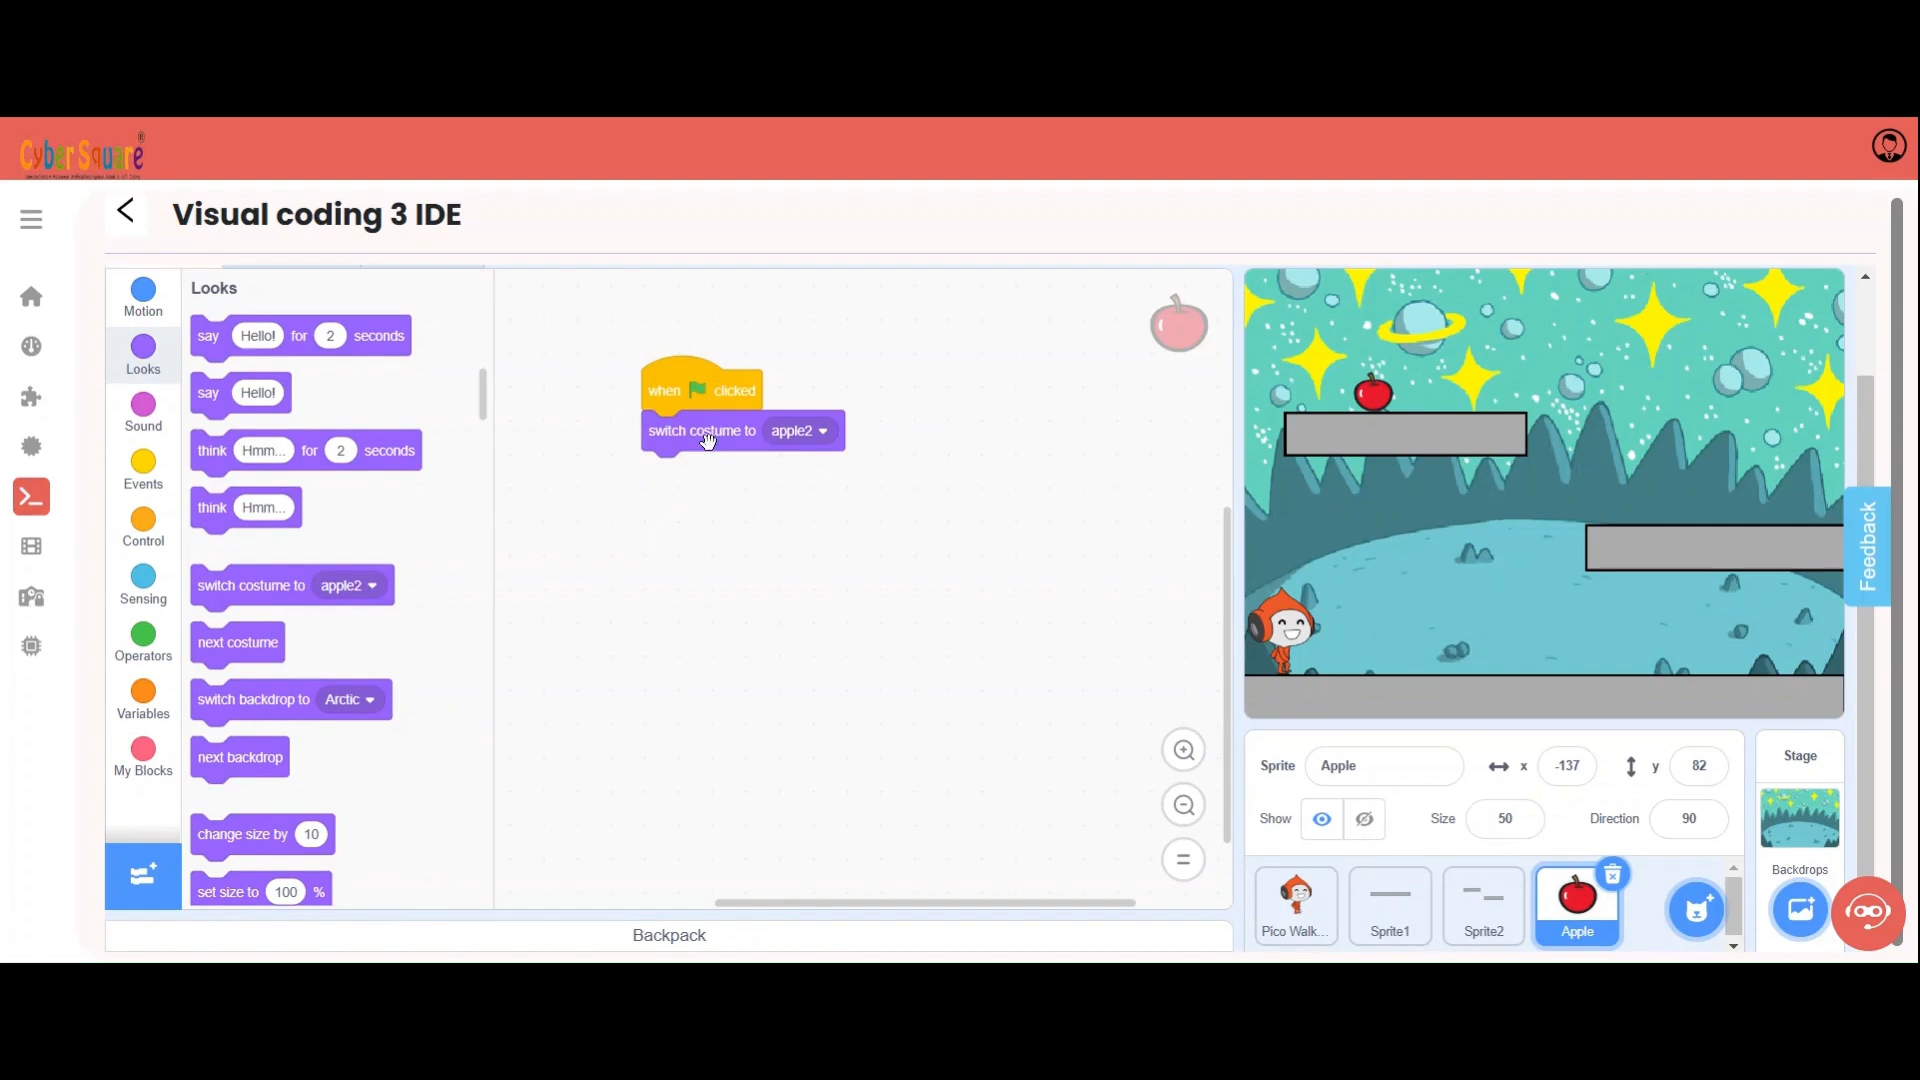 Cyber Square®
Visual coding 3 IDE
Motion
Looks
Sound
Events
Control
Sensing
Operators
Variables
My Blocks
Looks
say Hello! for 2 seconds
say Hello!
think Hmm... for 2 seconds
think Hmm...
switch costume to apple2
next costume
switch backdrop to Arctic
next backdrop
change size by 10
set size to 100 %
when clicked
switch costume to apple2
Backpack
Feedback
Sprite Apple x -137 y 82
Show Size 50 Direction 90
Pico Walk...
Sprite1
Sprite2
Apple
Stage
Backdrops